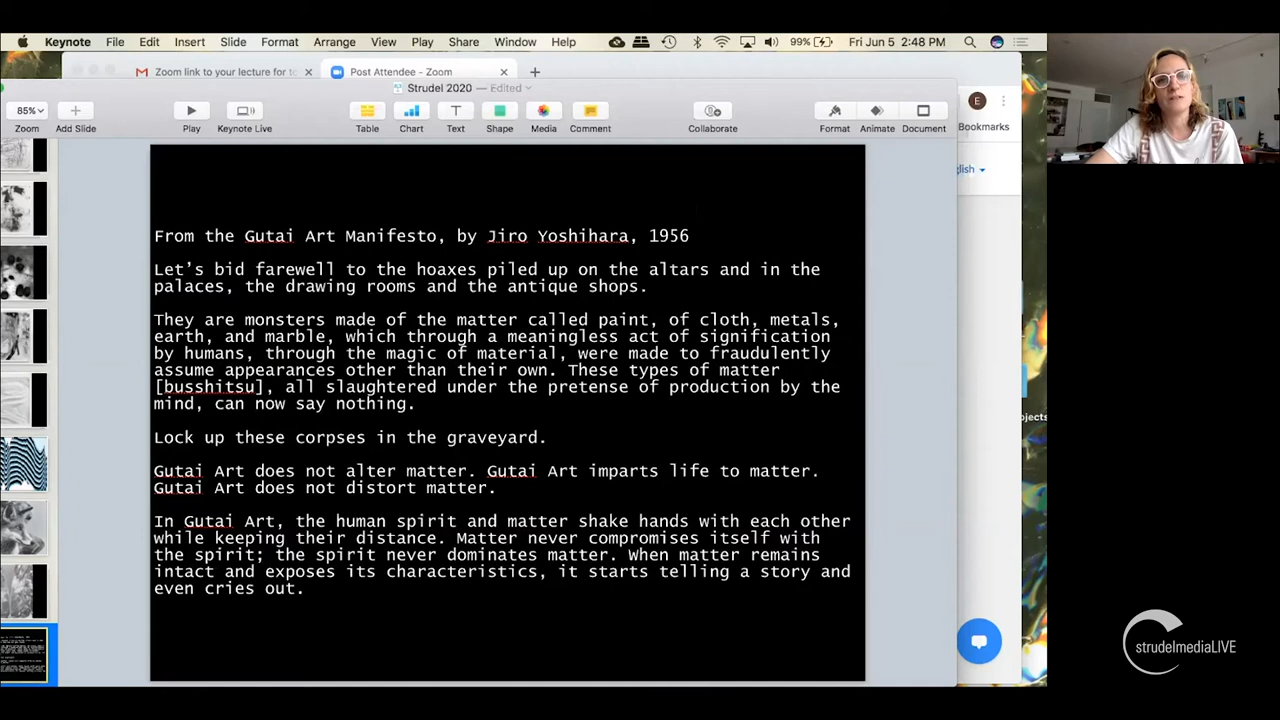 Keynote File Edit Insert Slide Format Arrange View Play Share Window Help 99% Fri Jun 5 2:48 PM
Zoom link to your lecture for to × Post Attendee - Zoom × +
Strudel 2020 — Edited
85% E
Zoom Add Slide Play Keynote Live Table Chart Text Shape Media Comment Collaborate Format Animate Document Bookmarks
glish
From the Gutai Art Manifesto, by Jiro Yoshihara, 1956
Let’s bid farewell to the hoaxes piled up on the altars and in the
palaces, the drawing rooms and the antique shops.
They are monsters made of the matter called paint, of cloth, metals,
earth, and marble, which through a meaningless act of signification
by humans, through the magic of material, were made to fraudulently
assume appearances other than their own. These types of matter
[busshitsu], all slaughtered under the pretense of production by the
mind, can now say nothing.
Lock up these corpses in the graveyard.
Gutai Art does not alter matter. Gutai Art imparts life to matter.
Gutai Art does not distort matter.
In Gutai Art, the human spirit and matter shake hands with each other
while keeping their distance. Matter never compromises itself with
the spirit; the spirit never dominates matter. When matter remains
intact and exposes its characteristics, it starts telling a story and
even cries out.
ojects
strudelmediaLIVE